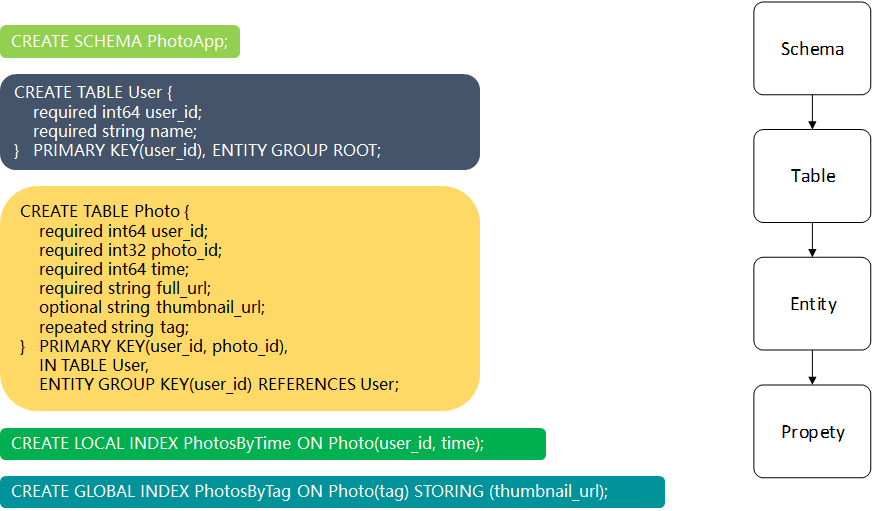 CREATE SCHEMA PhotoApp;
CREATE TABLE User {
required int64 user_id;
required string name;
} PRIMARY KEY(user_id), ENTITY GROUP ROOT;
CREATE TABLE Photo {
required int64 user_id;
required int32 photo_id;
required int64 time;
required string full_url;
optional string thumbnail_url;
repeated string tag;
} PRIMARY KEY(user_id, photo_id),
IN TABLE User,
ENTITY GROUP KEY(user_id) REFERENCES User;
CREATE LOCAL INDEX PhotosByTime ON Photo(user_id, time);
CREATE GLOBAL INDEX PhotosByTag ON Photo(tag) STORING (thumbnail_url);
Schema
Table
Entity
Propety